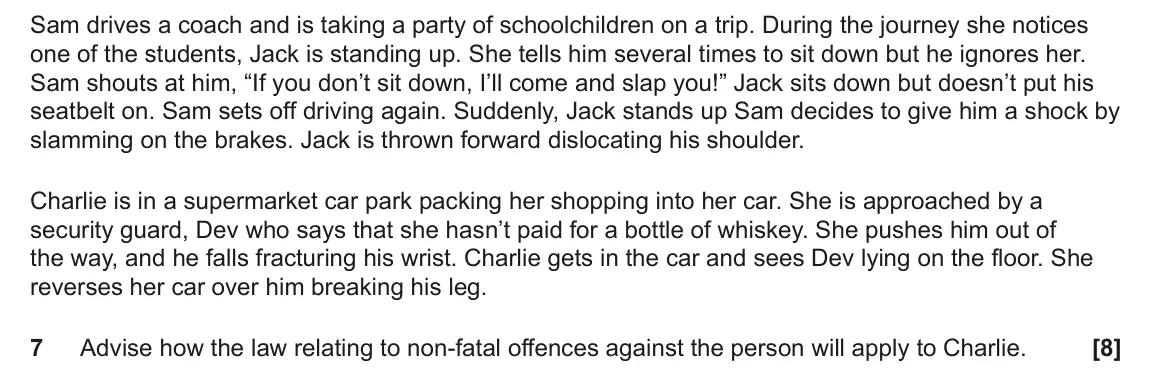 Sam drives a coach and is taking a party of schoolchildren on a trip. During the journey she notices
one of the students, Jack is standing up. She tells him several times to sit down but he ignores her.
Sam shouts at him, “If you don’t sit down, I’ll come and slap you!” Jack sits down but doesn’t put his
seatbelt on. Sam sets off driving again. Suddenly, Jack stands up Sam decides to give him a shock by
slamming on the brakes. Jack is thrown forward dislocating his shoulder.
Charlie is in a supermarket car park packing her shopping into her car. She is approached by a
security guard, Dev who says that she hasn’t paid for a bottle of whiskey. She pushes him out of
the way, and he falls fracturing his wrist. Charlie gets in the car and sees Dev lying on the floor. She
reverses her car over him breaking his leg.
7 Advise how the law relating to non-fatal offences against the person will apply to Charlie. [8]